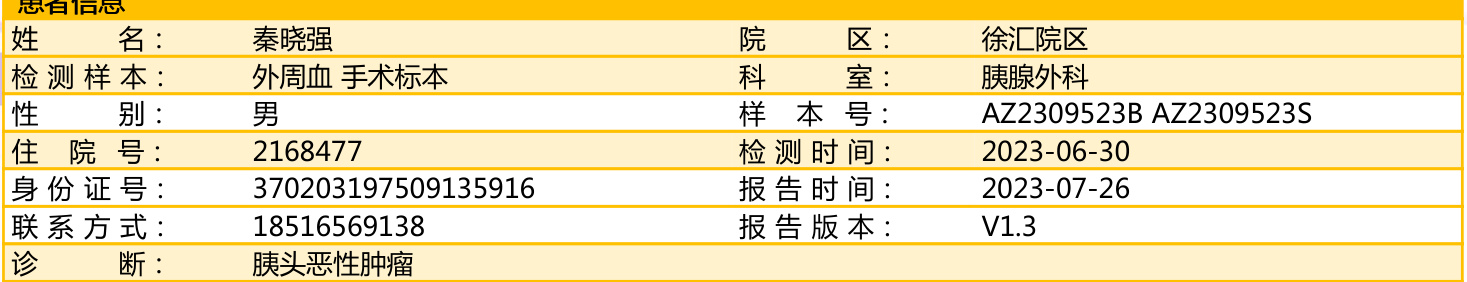 患者信息
姓名： 秦晓强 院区： 徐汇院区
检测样本： 外周血 手术标本 科室： 胰腺外科
性别： 男 样本号： AZ2309523B AZ2309523S
住院号： 2168477 检测时间： 2023-06-30
身份证号： 370203197509135916 报告时间： 2023-07-26
联系方式： 18516569138 报告版本： V1.3
诊断： 胰头恶性肿瘤